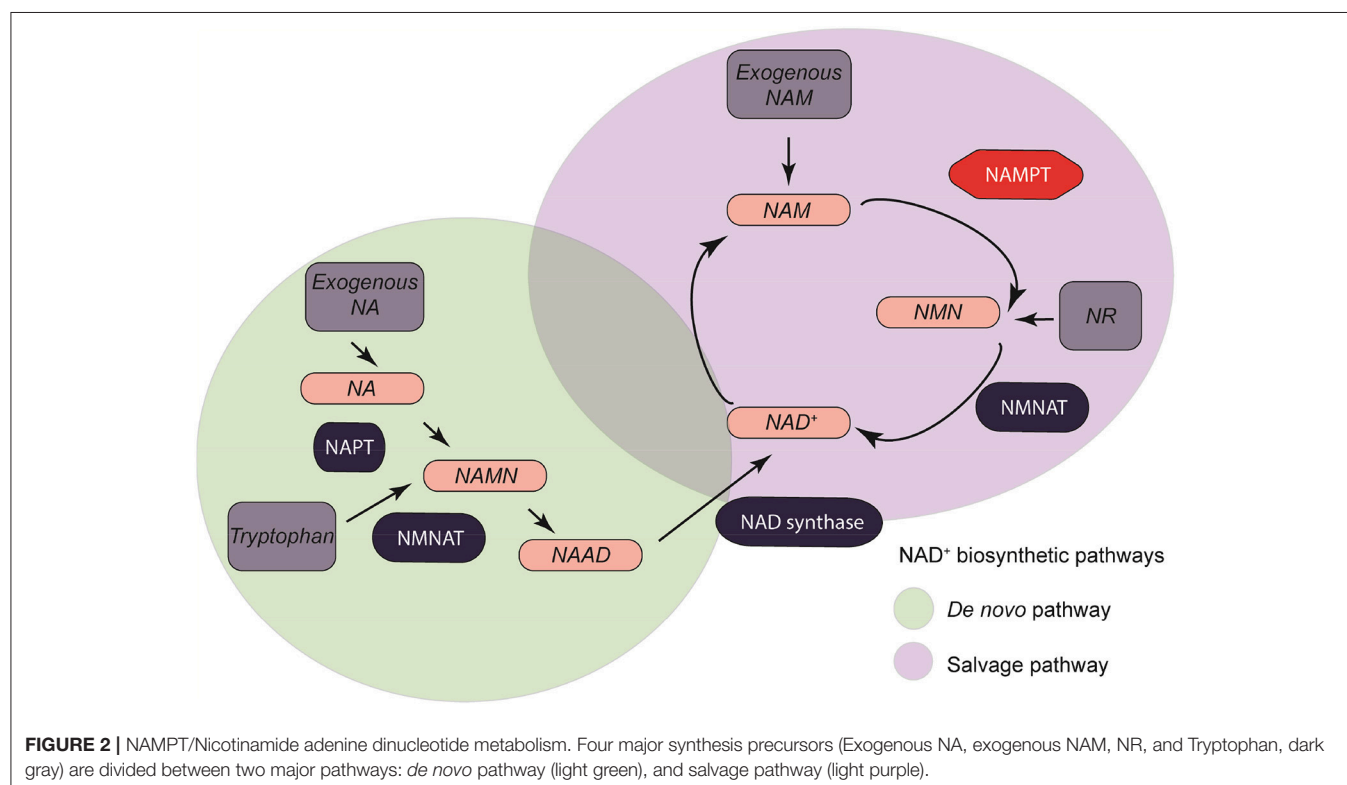 Exogenous
NAM
NAMPT
NAM
Exogenous
NA
NMN
NR
NA
NMNAT
NAD⁺
NAPT
NAMN
NAD synthase
Tryptophan
NMNAT
NAAD
NAD⁺ biosynthetic pathways
De novo pathway
Salvage pathway
FIGURE 2 | NAMPT/Nicotinamide adenine dinucleotide metabolism. Four major synthesis precursors (Exogenous NA, exogenous NAM, NR, and Tryptophan, dark
gray) are divided between two major pathways: de novo pathway (light green), and salvage pathway (light purple).